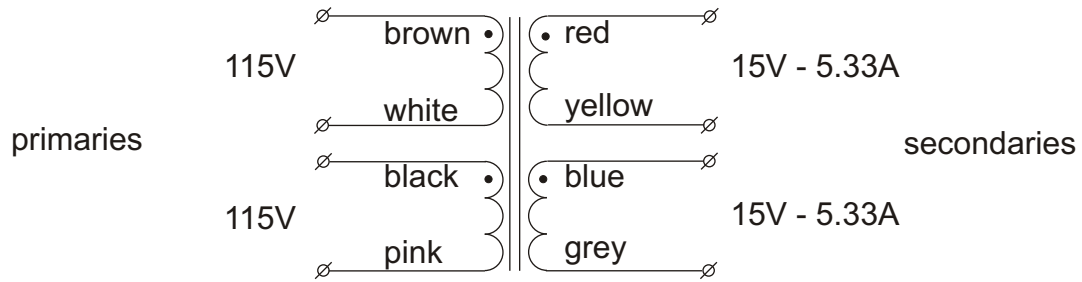 brown
red
115V
15V - 5.33A
white
yellow
primaries
secondaries
black
blue
115V
15V - 5.33A
pink
grey